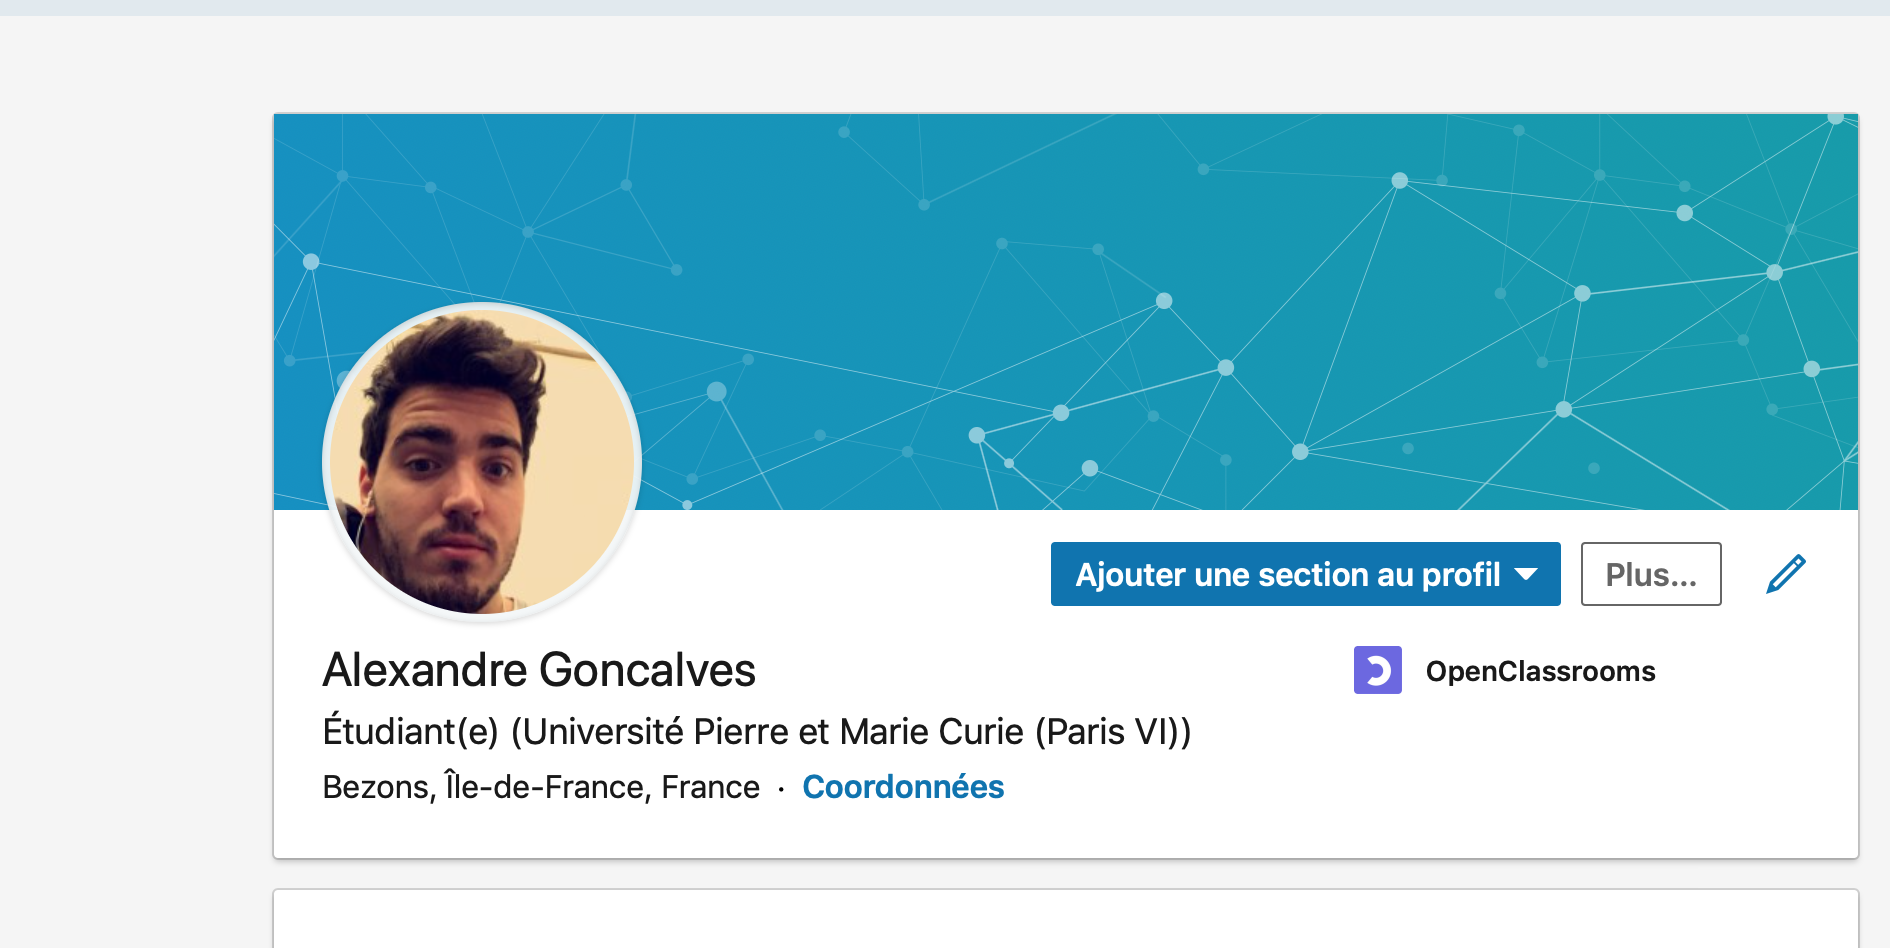 Ajouter une section au profil
Plus...
Alexandre Goncalves
OpenClassrooms
Étudiant(e) (Université Pierre et Marie Curie (Paris VI))
Bezons, Île-de-France, France · Coordonnées